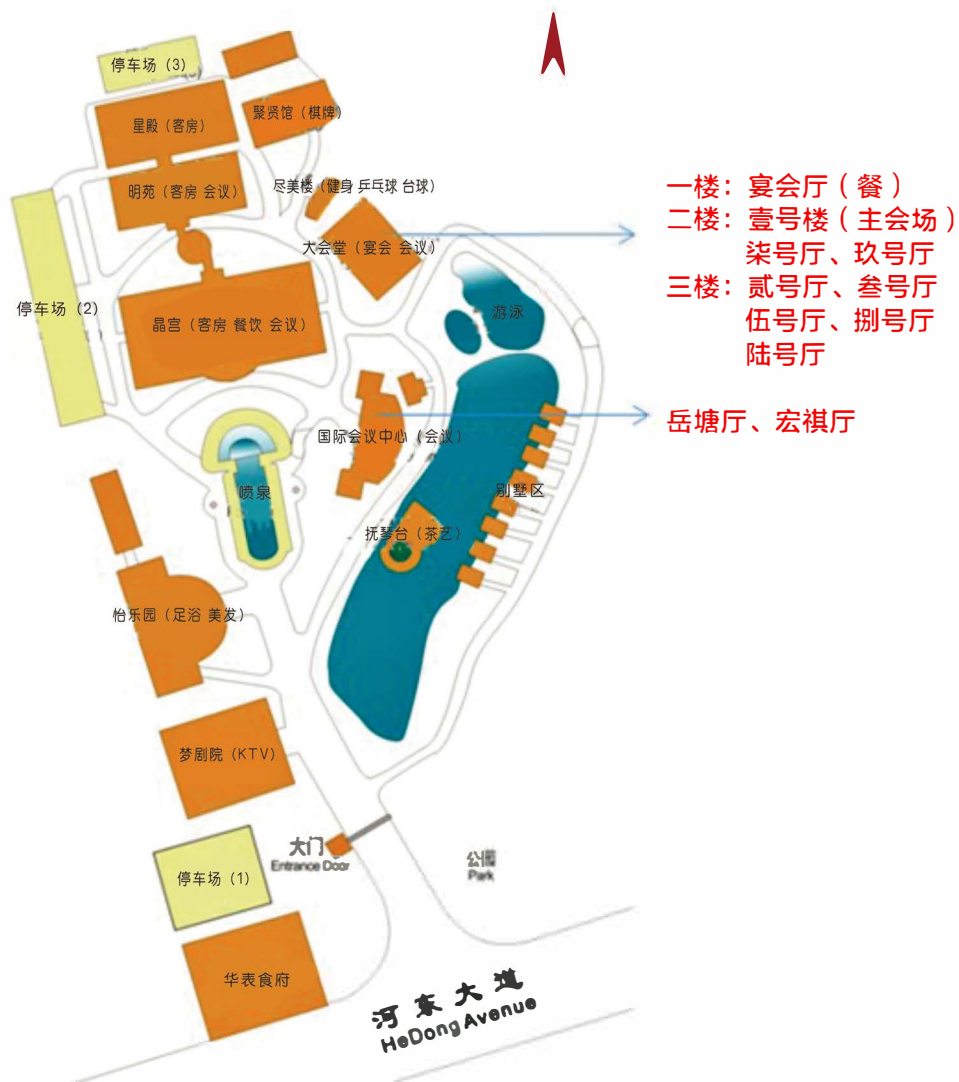 停车场（3）
聚贤馆（棋牌）
星殿（客房）
明苑（客房 会议）
尽美楼（健身 乒乓球 台球）
大会堂（宴会 会议）
一楼：宴会厅（餐）
二楼：壹号楼（主会场）
柒号厅、玖号厅
三楼：贰号厅、叁号厅
伍号厅、捌号厅
陆号厅
停车场（2）
晶宫（客房 餐饮 会议）
游泳
国际会议中心（会议）
岳塘厅、宏祺厅
喷泉
别墅区
抚琴台（茶艺）
怡乐园（足浴 美发）
梦剧院（KTV）
大门
Entrance Door
公园
Park
停车场（1）
华表食府
河东大道
HeDong Avenue